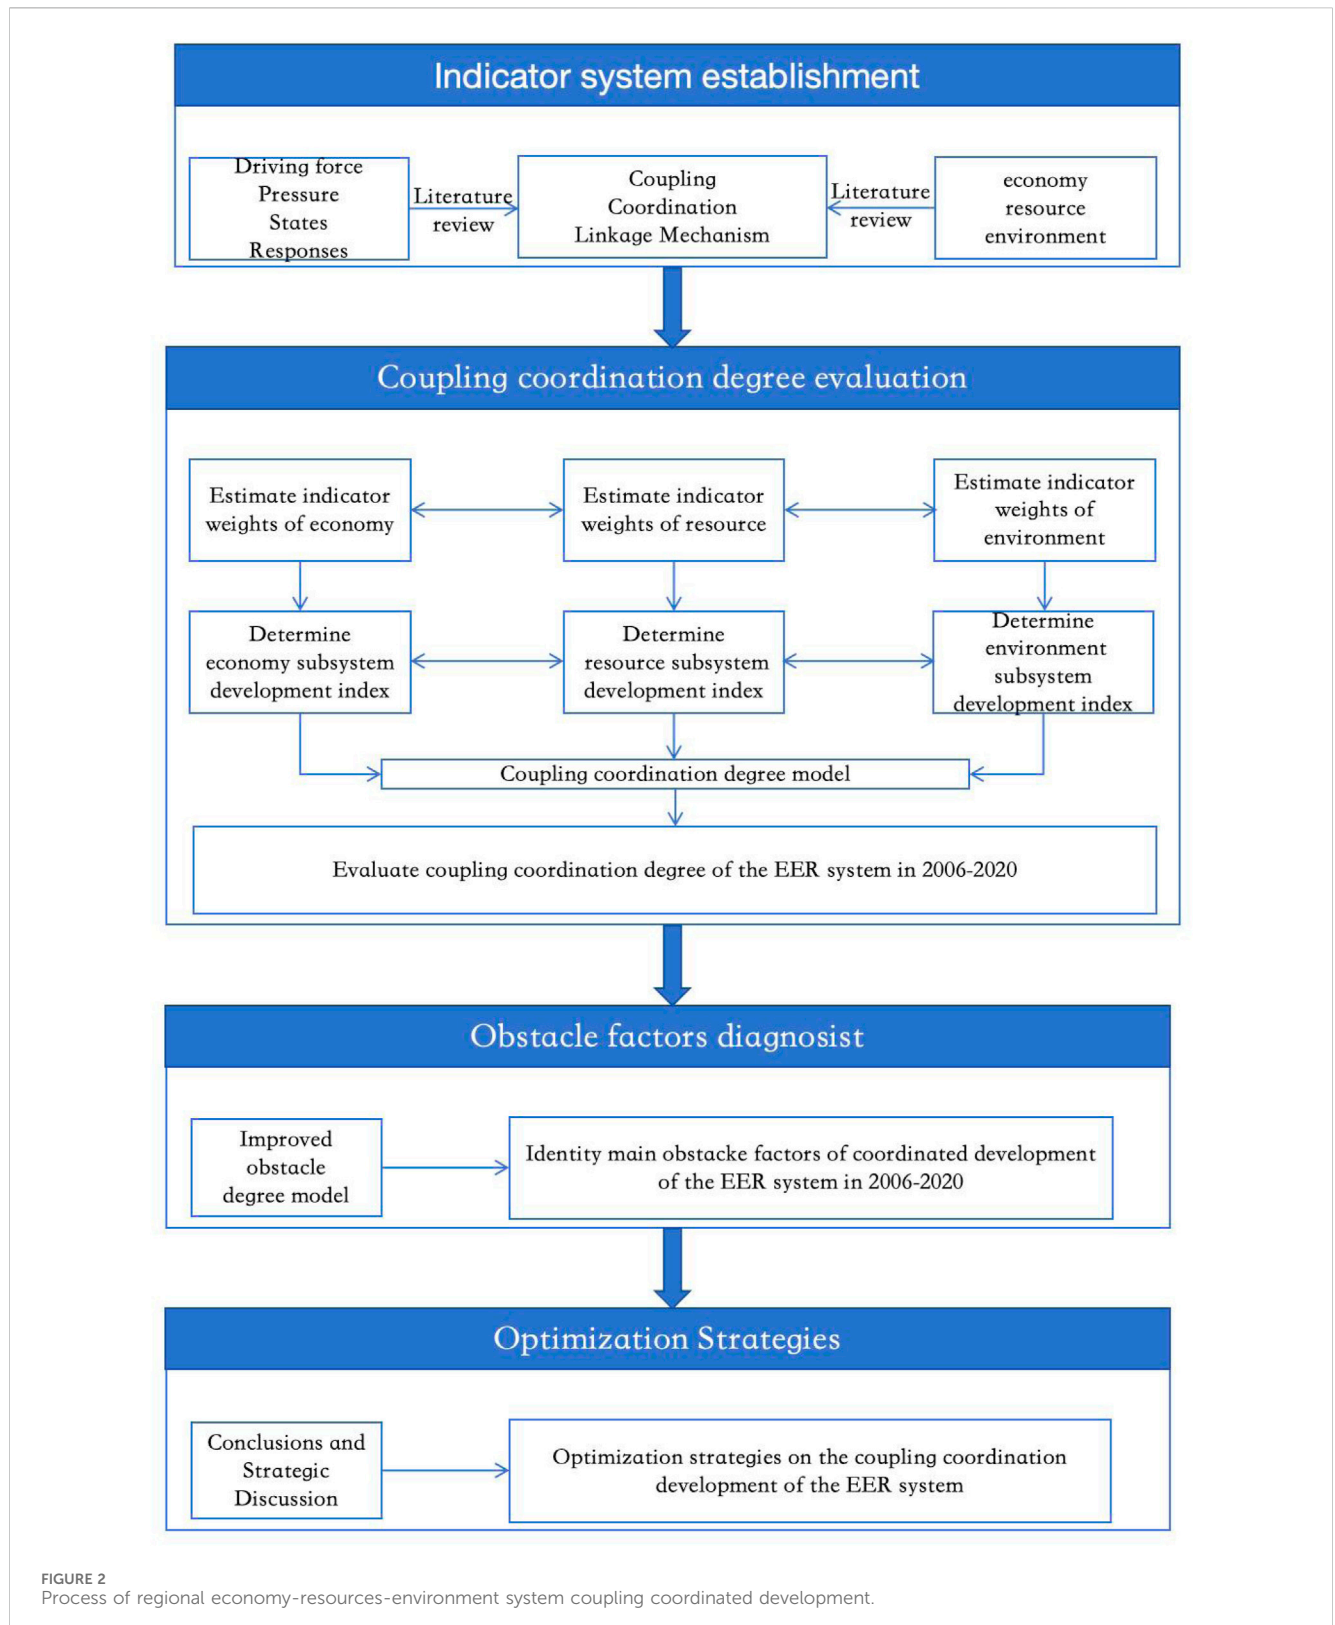 Indicator system establishment
Driving force
Pressure
States
Responses
Literature
review
Coupling
Coordination
Linkage Mechanism
Literature
review
economy
resource
environment
Coupling coordination degree evaluation
Estimate indicator
weights of economy
Estimate indicator
weights of resource
Estimate indicator
weights of
environment
Determine
economy subsystem
development index
Determine
resource subsystem
development index
Determine
environment
subsystem
development index
Coupling coordination degree model
Evaluate coupling coordination degree of the EER system in 2006-2020
Obstacle factors diagnosist
Improved
obstacle
degree model
Identity main obstacke factors of coordinated development
of the EER system in 2006-2020
Optimization Strategies
Conclusions and
Strategic
Discussion
Optimization strategies on the coupling coordination
development of the EER system
FIGURE 2
Process of regional economy-resources-environment system coupling coordinated development.